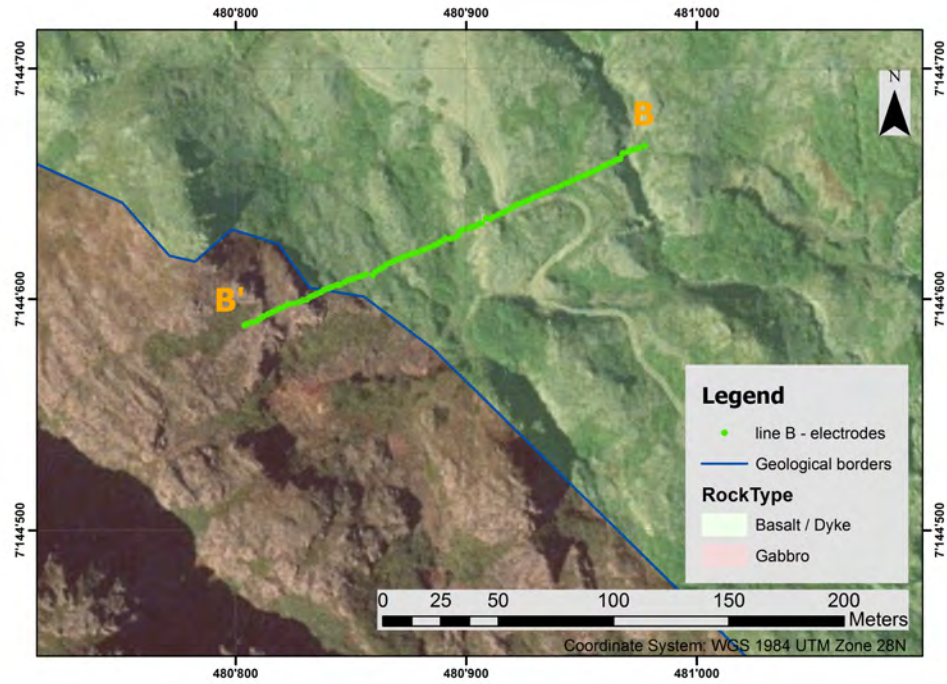 480'800 480'900 481'000
7'144'700 7'144'700
N
B
7'144'600 7'144'600
B'
Legend
line B - electrodes
Geological borders
RockType
Basalt / Dyke
Gabbro
7'144'500 7'144'500
0 25 50 100 150 200
Meters
Coordinate System: WGS 1984 UTM Zone 28N
480'800 480'900 481'000